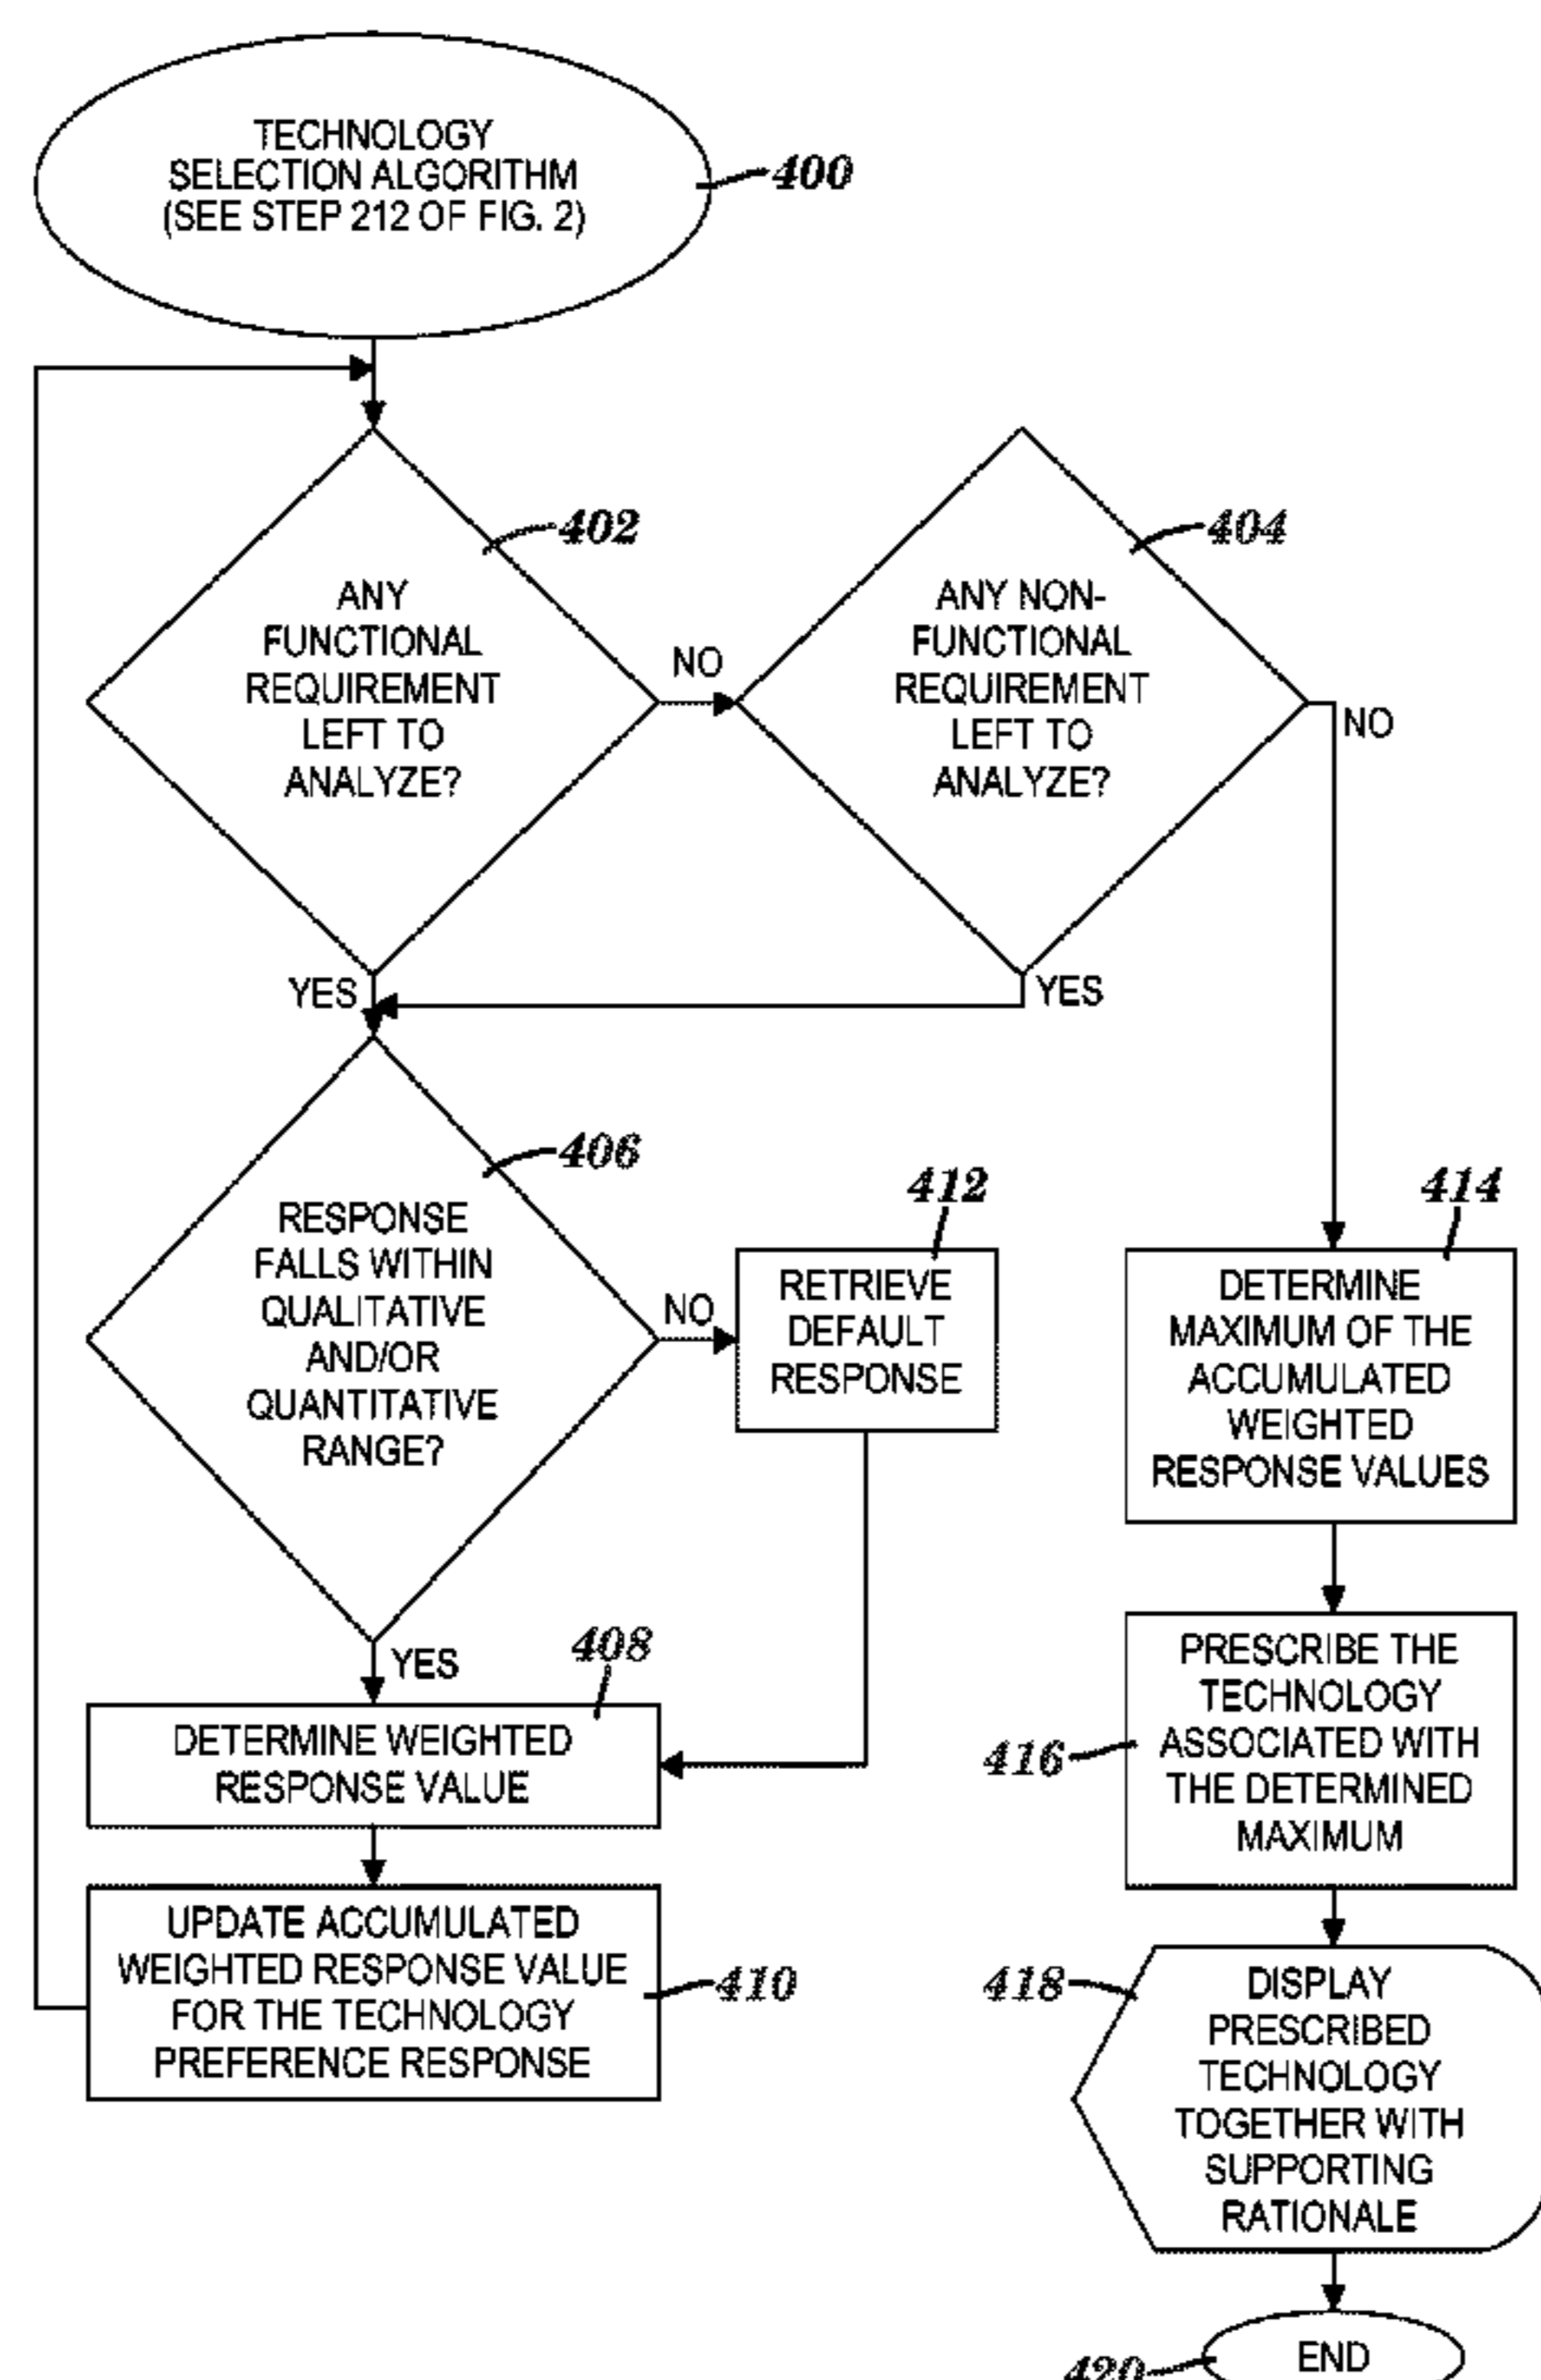 TECHNOLOGY
SELECTION ALGORITHM
(SEE STEP 212 OF FIG. 2)
400
402
ANY
FUNCTIONAL
REQUIREMENT
LEFT TO
ANALYZE?
NO
YES
404
ANY NON-
FUNCTIONAL
REQUIREMENT
LEFT TO
ANALYZE?
NO
YES
406
RESPONSE
FALLS WITHIN
QUALITATIVE
AND/OR
QUANTITATIVE
RANGE?
NO
YES
412
RETRIEVE
DEFAULT
RESPONSE
408
DETERMINE WEIGHTED
RESPONSE VALUE
UPDATE ACCUMULATED
WEIGHTED RESPONSE VALUE
FOR THE TECHNOLOGY
PREFERENCE RESPONSE
410
414
DETERMINE
MAXIMUM OF THE
ACCUMULATED
WEIGHTED
RESPONSE VALUES
416
PRESCRIBE THE
TECHNOLOGY
ASSOCIATED WITH
THE DETERMINED
MAXIMUM
418
DISPLAY
PRESCRIBED
TECHNOLOGY
TOGETHER WITH
SUPPORTING
RATIONALE
420
END